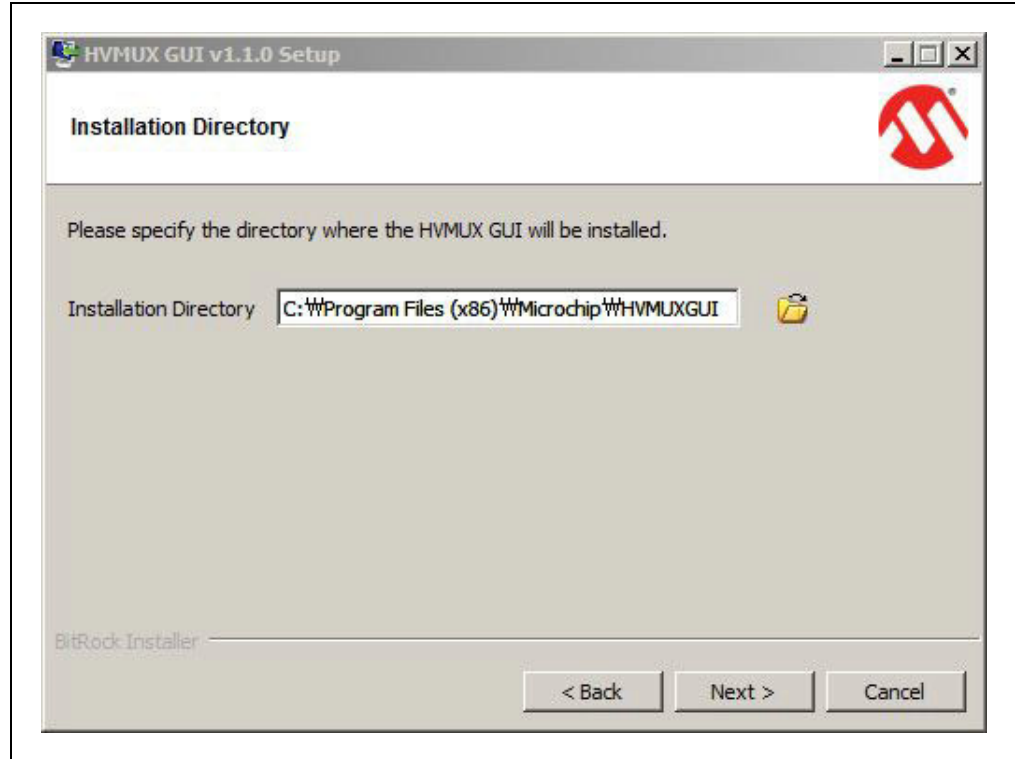 HVMUX GUI v1.1.0 Setup
Installation Directory
Please specify the directory where the HVMUX GUI will be installed.
Installation Directory C:₩Program Files (x86)₩Microchip₩HVMUXGUI
BitRock Installer
< Back Next > Cancel